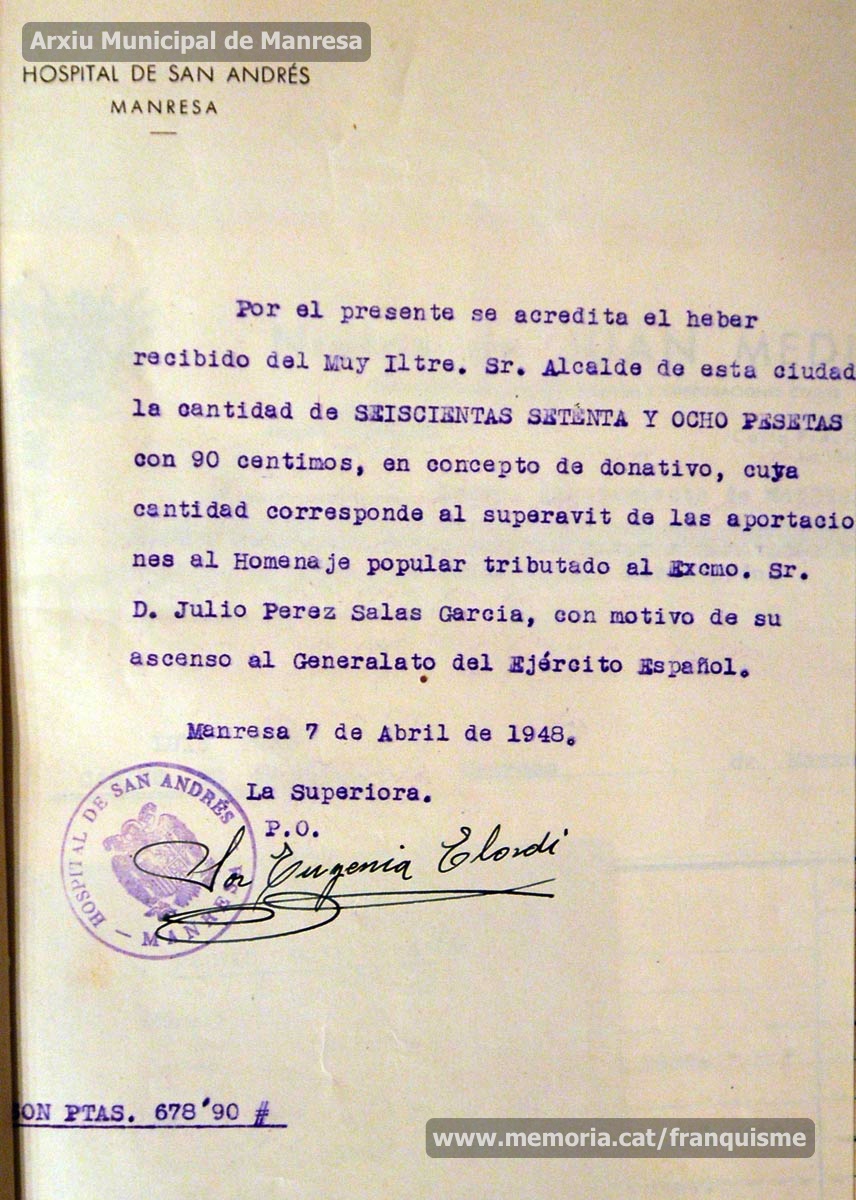 Arxiu Municipal de Manresa
HOSPITAL DE SAN ANDRÉS
MANRESA
Por el presente se acredita el heber
recibido del Muy Iltre. Sr. Alcalde de esta ciudad
la cantidad de SEISCIENTAS SETENTA Y OCHO PESETAS
con 90 centimos, en concepto de donativo, cuya
cantidad corresponde al superavit de las aportacio
nes al Homenaje popular tributado al Excmo. Sr.
D. Julio Perez Salas Garcia, con motivo de su
ascenso al Generalato del Ejército Español.
Manresa 7 de Abril de 1948.
La Superiora.
P.O.
Sor Eugenia Elordi
HOSPITAL DE SAN ANDRÉS
— MANRESA
ON PTAS. 678'90 #
www.memoria.cat/franquisme